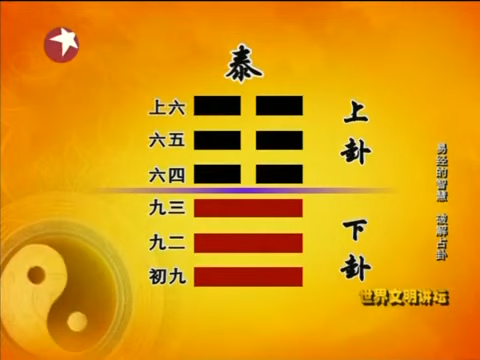 泰
上六
六五
六四
九三
九二
初九
上卦
下卦
易经的智慧 破解占卦
世界文明讲坛